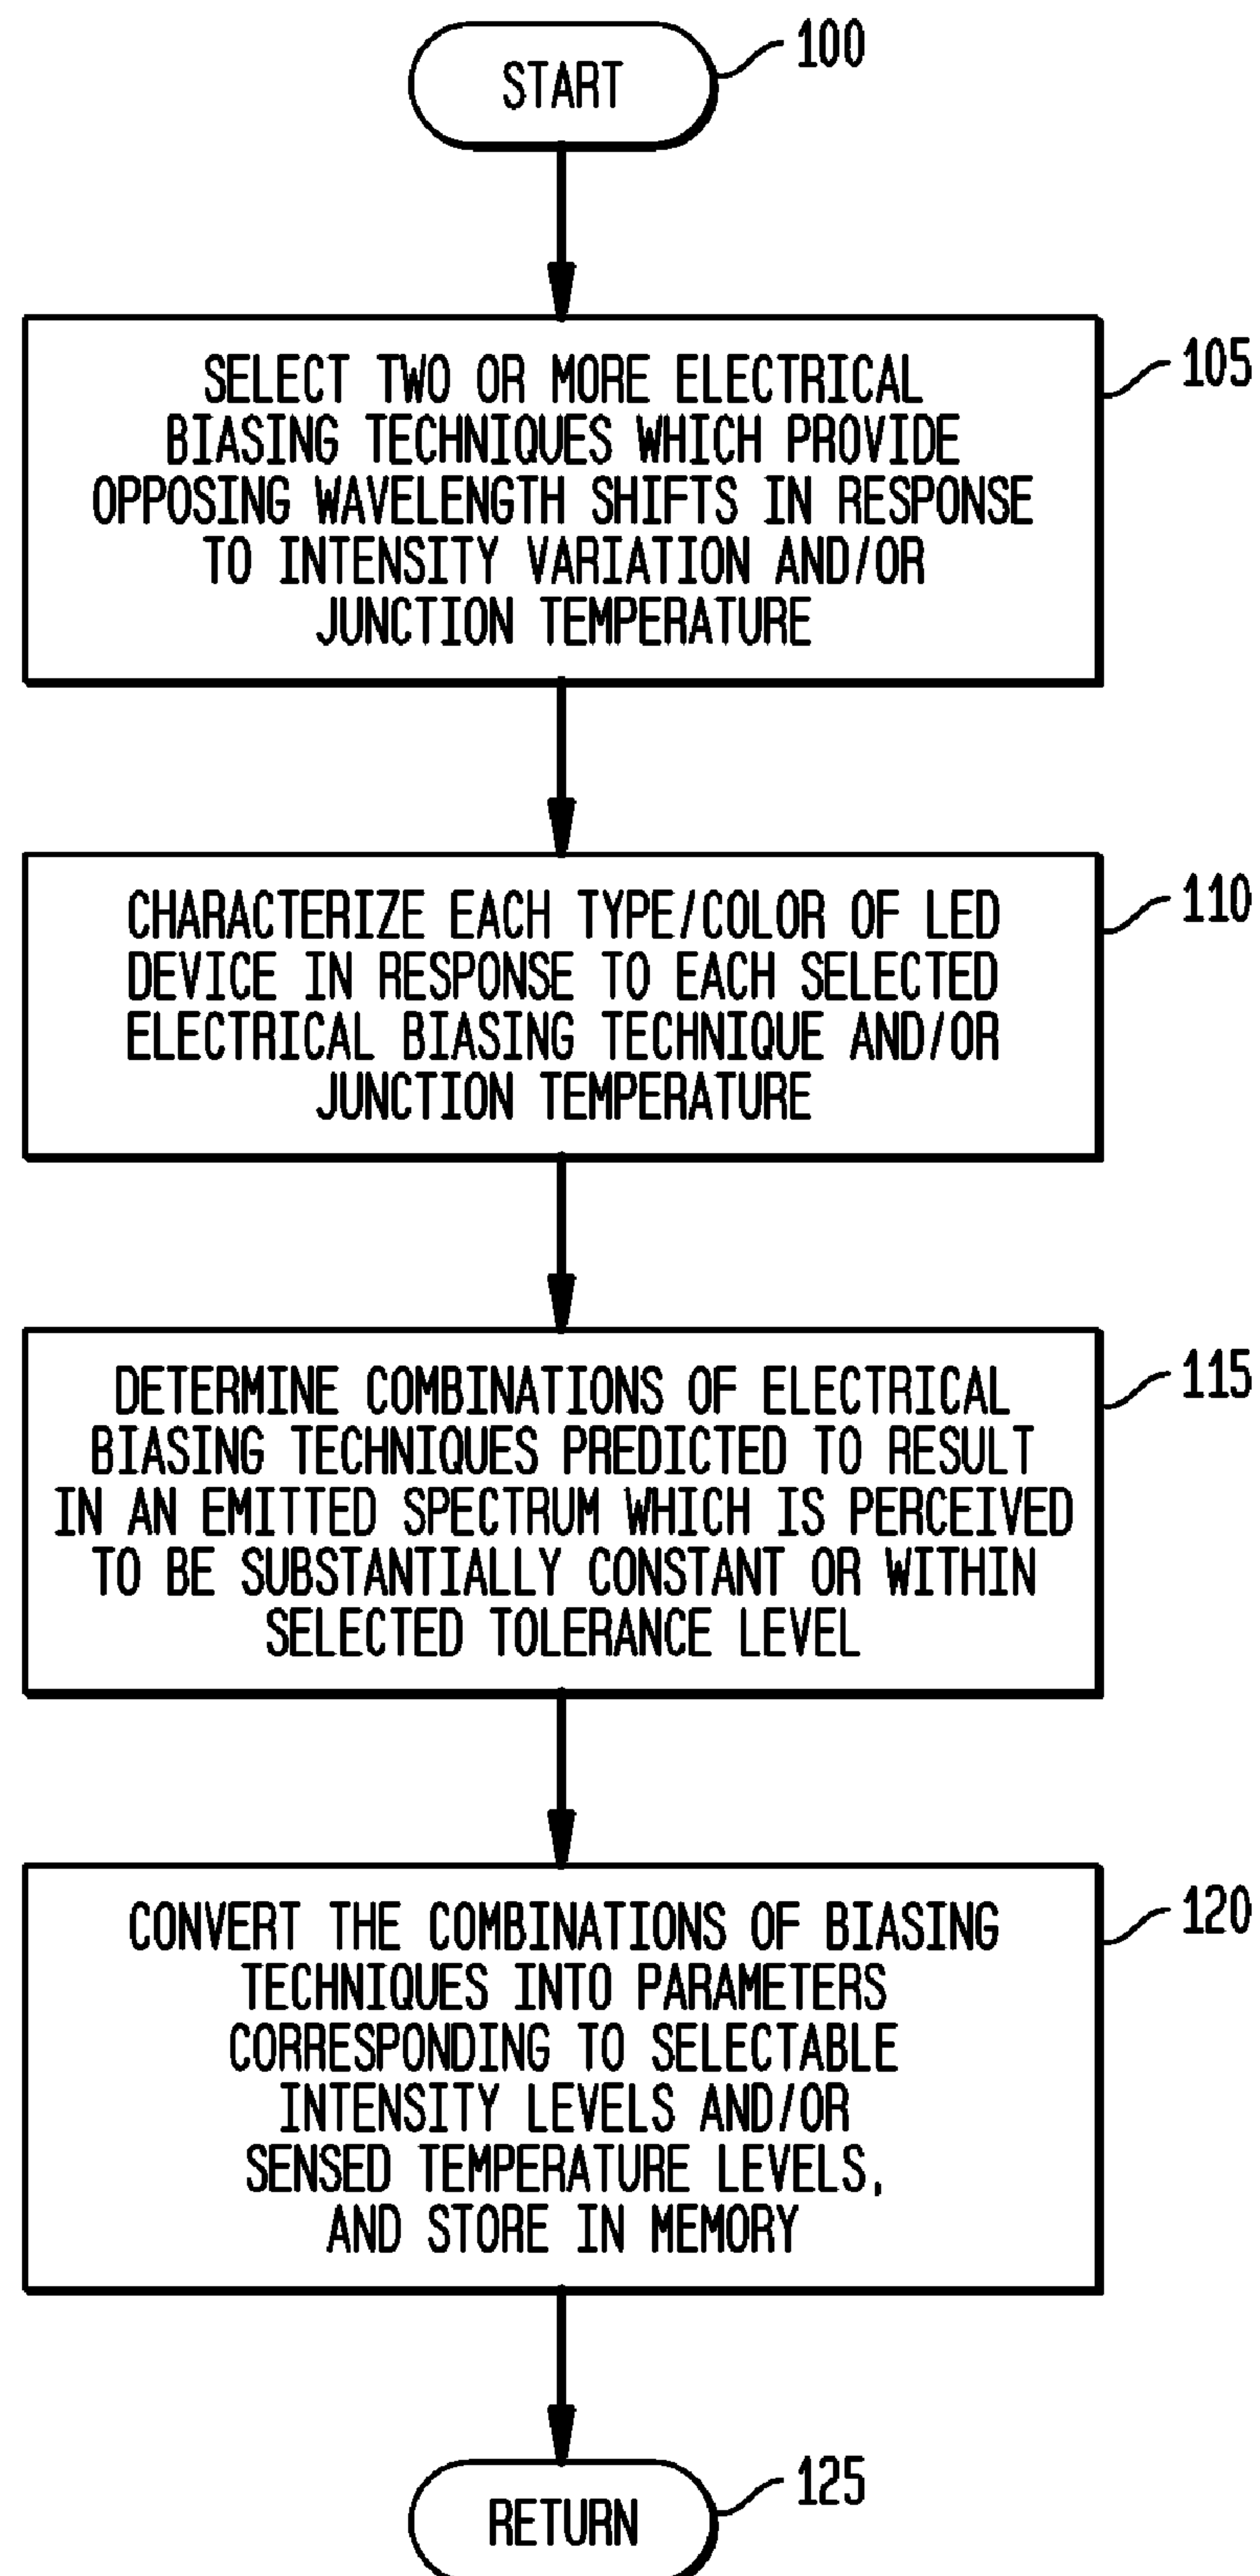 START
100
SELECT TWO OR MORE ELECTRICAL
BIASING TECHNIQUES WHICH PROVIDE
OPPOSING WAVELENGTH SHIFTS IN RESPONSE
TO INTENSITY VARIATION AND/OR
JUNCTION TEMPERATURE
105
CHARACTERIZE EACH TYPE/COLOR OF LED
DEVICE IN RESPONSE TO EACH SELECTED
ELECTRICAL BIASING TECHNIQUE AND/OR
JUNCTION TEMPERATURE
110
DETERMINE COMBINATIONS OF ELECTRICAL
BIASING TECHNIQUES PREDICTED TO RESULT
IN AN EMITTED SPECTRUM WHICH IS PERCEIVED
TO BE SUBSTANTIALLY CONSTANT OR WITHIN
SELECTED TOLERANCE LEVEL
115
CONVERT THE COMBINATIONS OF BIASING
TECHNIQUES INTO PARAMETERS
CORRESPONDING TO SELECTABLE
INTENSITY LEVELS AND/OR
SENSED TEMPERATURE LEVELS,
AND STORE IN MEMORY
120
RETURN
125